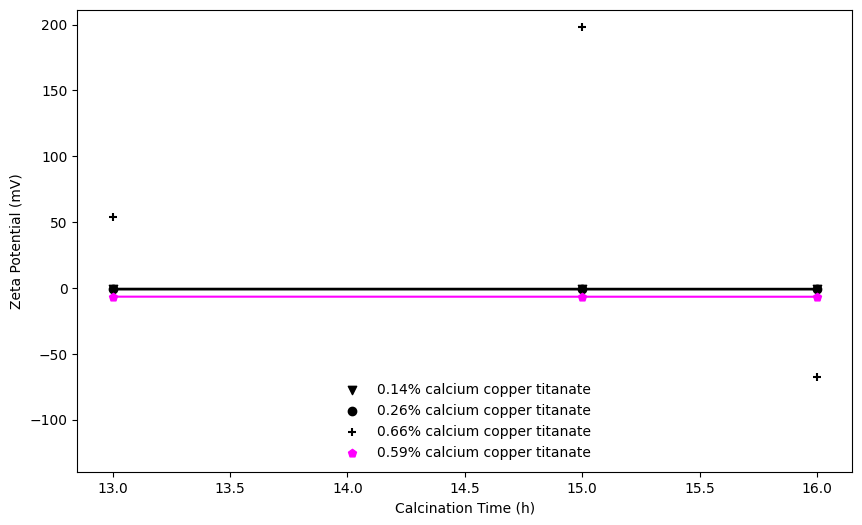 200
150
100
50
0
−50
−100
Zeta Potential (mV)
0.14% calcium copper titanate
0.26% calcium copper titanate
0.66% calcium copper titanate
0.59% calcium copper titanate
13.0 13.5 14.0 14.5 15.0 15.5 16.0
Calcination Time (h)